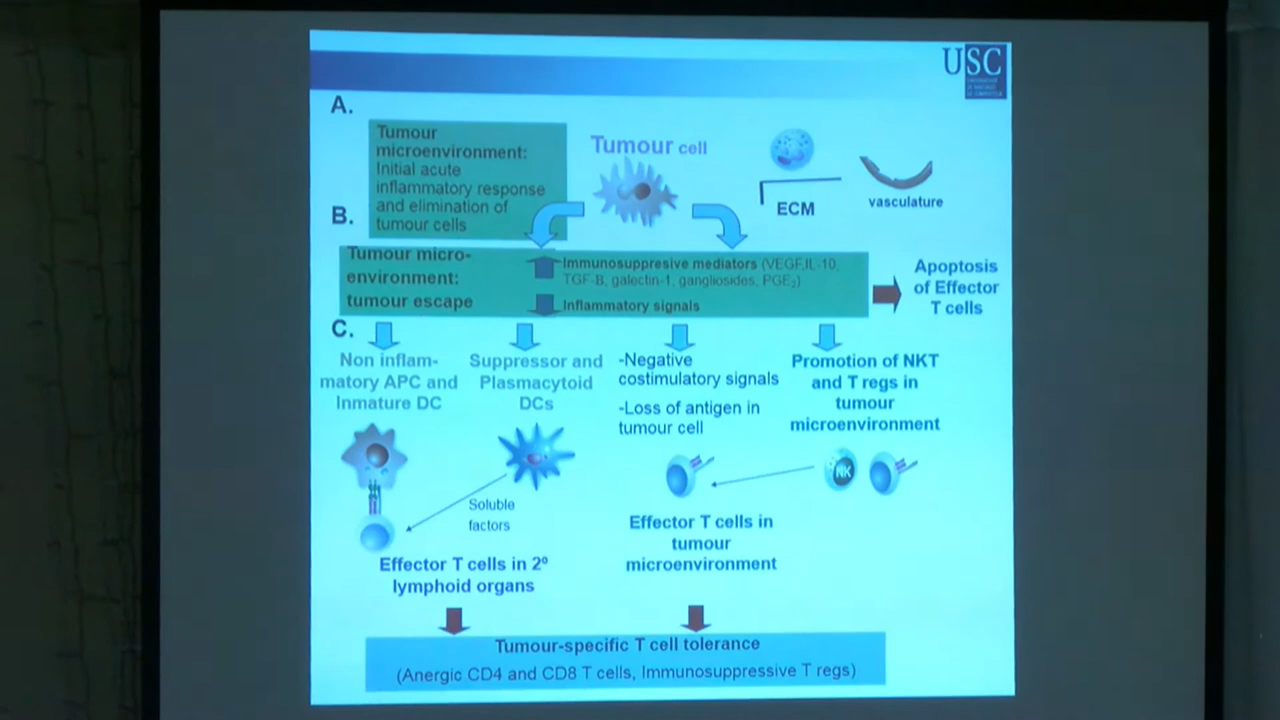 USC
A.
Tumour
microenvironment:
Initial acute
inflammatory response
and elimination of
tumour cells
Tumour cell
ECM
vasculature
B.
Tumour micro-
environment:
tumour escape
Immunosuppresive mediators (VEGF,IL-10,
TGF-B, galectin-1, gangliosides, PGE₂)
Inflammatory signals
Apoptosis
of Effector
T cells
C.
Non inflam-
matory APC and
Inmature DC
Suppressor and
Plasmacytoid
DCs
-Negative
costimulatory signals
-Loss of antigen in
tumour cell
Promotion of NKT
and T regs in
tumour
microenvironment
NK
Soluble
factors
Effector T cells in 2º
lymphoid organs
Effector T cells in
tumour
microenvironment
Tumour-specific T cell tolerance
(Anergic CD4 and CD8 T cells, Immunosuppressive T regs)